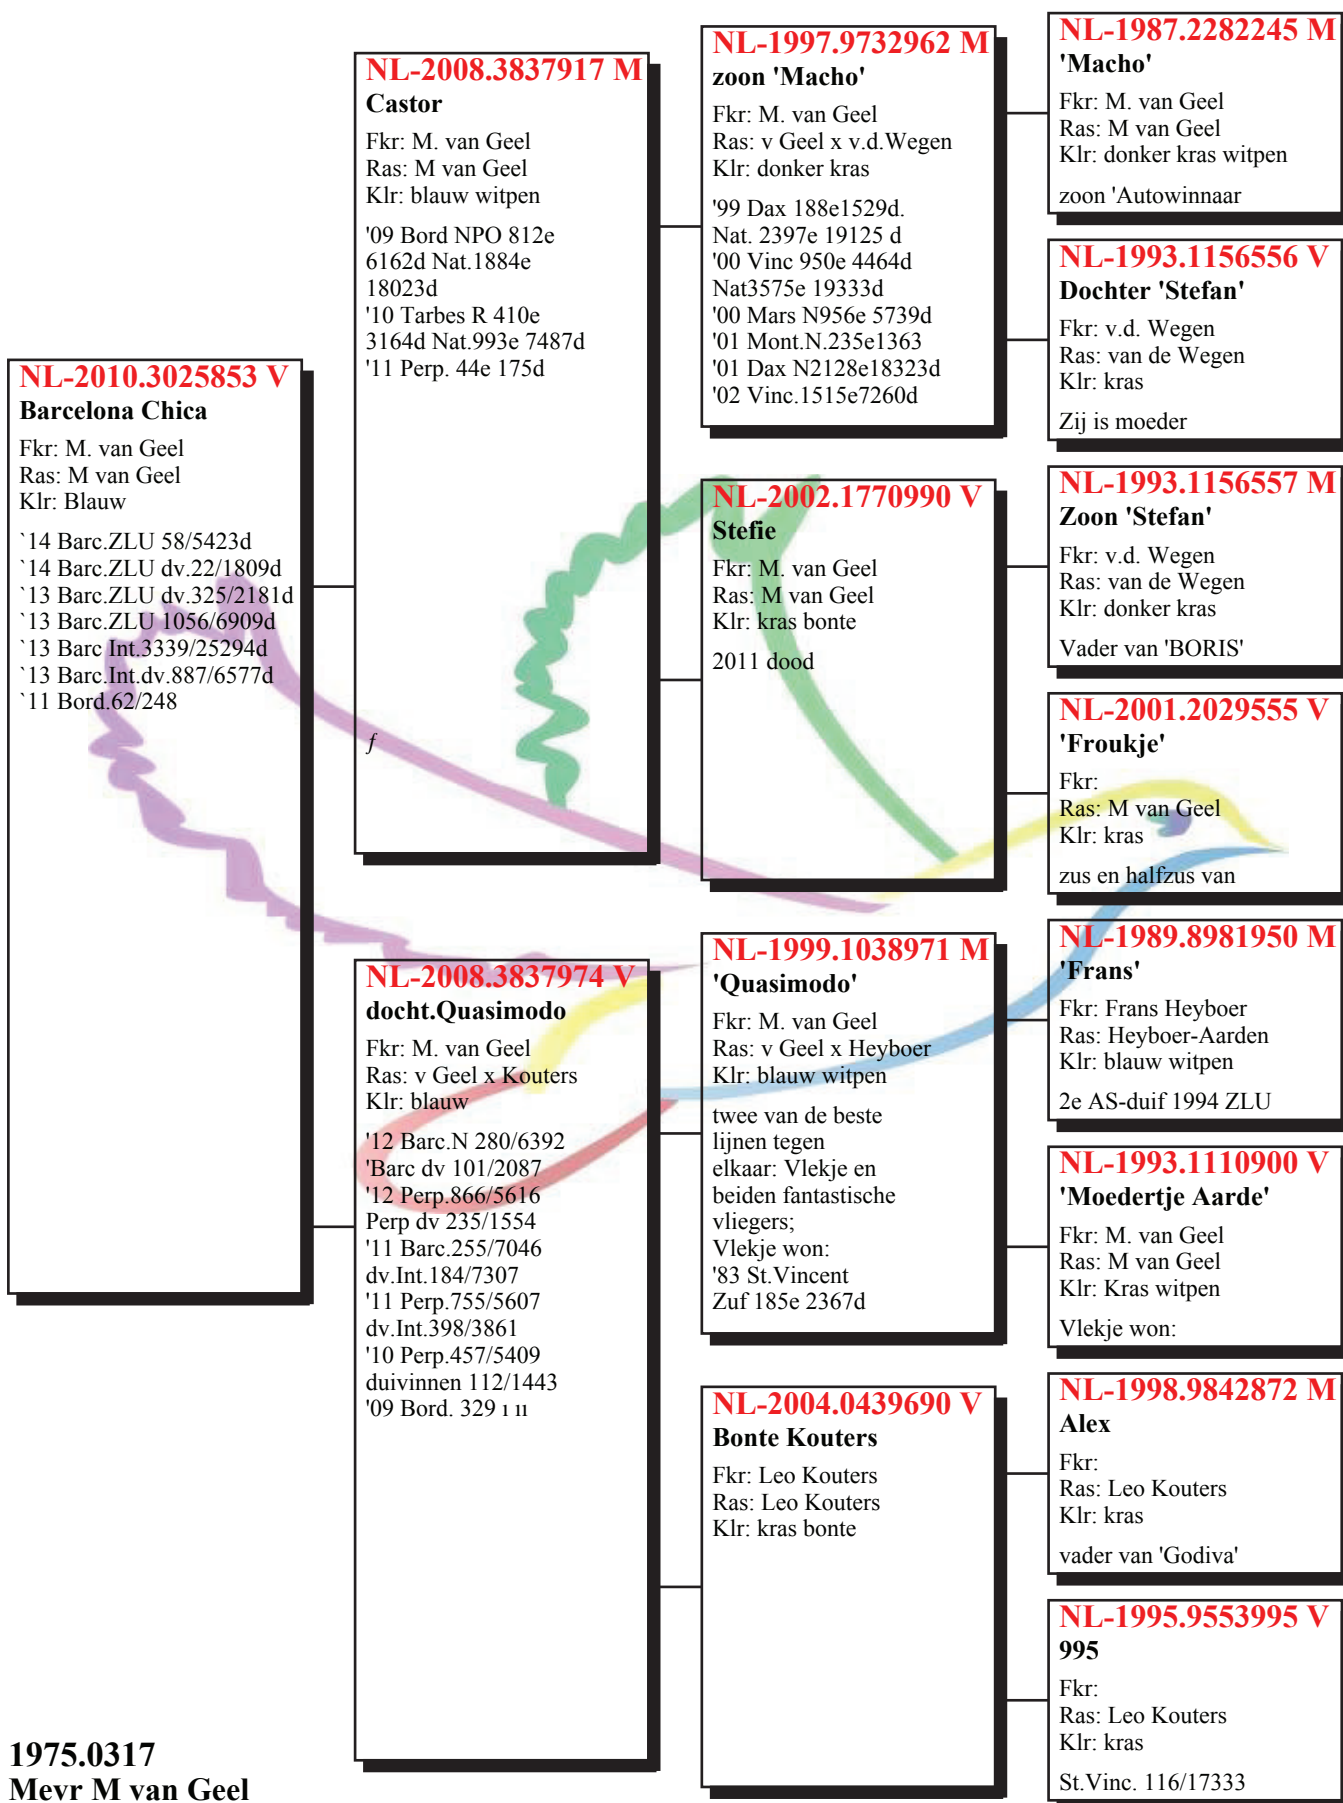 NL-2010.3025853 V
Barcelona Chica
Fkr: M. van Geel
Ras: M van Geel
Klr: Blauw
`14 Barc.ZLU 58/5423d
`14 Barc.ZLU dv.22/1809d
`13 Barc.ZLU dv.325/2181d
`13 Barc.ZLU 1056/6909d
`13 Barc Int.3339/25294d
`13 Barc.Int.dv.887/6577d
`11 Bord.62/248
NL-2008.3837917 M
Castor
Fkr: M. van Geel
Ras: M van Geel
Klr: blauw witpen
'09 Bord NPO 812e
6162d Nat.1884e
18023d
'10 Tarbes R 410e
3164d Nat.993e 7487d
'11 Perp. 44e 175d
f
NL-2008.3837974 V
docht.Quasimodo
Fkr: M. van Geel
Ras: v Geel x Kouters
Klr: blauw
'12 Barc.N 280/6392
'Barc dv 101/2087
'12 Perp.866/5616
Perp dv 235/1554
'11 Barc.255/7046
dv.Int.184/7307
'11 Perp.755/5607
dv.Int.398/3861
'10 Perp.457/5409
duivinnen 112/1443
'09 Bord. 329
NL-1997.9732962 M
zoon 'Macho'
Fkr: M. van Geel
Ras: v Geel x v.d.Wegen
Klr: donker kras
'99 Dax 188e1529d.
Nat. 2397e 19125 d
'00 Vinc 950e 4464d
Nat3575e 19333d
'00 Mars N956e 5739d
'01 Mont.N.235e1363
'01 Dax N2128e18323d
'02 Vinc.1515e7260d
NL-2002.1770990 V
Stefie
Fkr: M. van Geel
Ras: M van Geel
Klr: kras bonte
2011 dood
NL-1999.1038971 M
'Quasimodo'
Fkr: M. van Geel
Ras: v Geel x Heyboer
Klr: blauw witpen
twee van de beste
lijnen tegen
elkaar: Vlekje en
beiden fantastische
vliegers;
Vlekje won:
'83 St.Vincent
Zuf 185e 2367d
NL-2004.0439690 V
Bonte Kouters
Fkr: Leo Kouters
Ras: Leo Kouters
Klr: kras bonte
NL-1987.2282245 M
'Macho'
Fkr: M. van Geel
Ras: M van Geel
Klr: donker kras witpen
zoon 'Autowinnaar
NL-1993.1156556 V
Dochter 'Stefan'
Fkr: v.d. Wegen
Ras: van de Wegen
Klr: kras
Zij is moeder
NL-1993.1156557 M
Zoon 'Stefan'
Fkr: v.d. Wegen
Ras: van de Wegen
Klr: donker kras
Vader van 'BORIS'
NL-2001.2029555 V
'Froukje'
Fkr:
Ras: M van Geel
Klr: kras
zus en halfzus van
NL-1989.8981950 M
'Frans'
Fkr: Frans Heyboer
Ras: Heyboer-Aarden
Klr: blauw witpen
2e AS-duif 1994 ZLU
NL-1993.1110900 V
'Moedertje Aarde'
Fkr: M. van Geel
Ras: M van Geel
Klr: Kras witpen
Vlekje won:
NL-1998.9842872 M
Alex
Fkr:
Ras: Leo Kouters
Klr: kras
vader van 'Godiva'
NL-1995.9553995 V
995
Fkr:
Ras: Leo Kouters
Klr: kras
St.Vinc. 116/17333
1975.0317
Mevr M van Geel